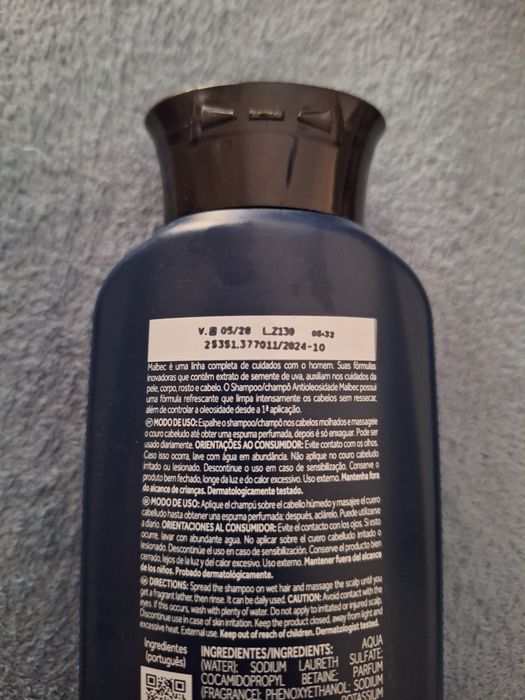 V. 05/28 L.Z130 08:32
25351.377011/2024-10
Malbec é uma linha completa de cuidados com o homem. Suas fórmulas
inovadoras que contêm extrato de semente de uva, auxiliam nos cuidados da
pele, corpo, rosto e cabelo. O Shampoo/champô Antioleosidade Malbec possui
uma fórmula refrescante que limpa intensamente os cabelos sem ressecar,
além de controlar a oleosidade desde a 1ª aplicação.
MODO DE USO: Espalhe o shampoo/champô nos cabelos molhados e massageie
o couro cabeludo até obter uma espuma perfumada, depois é só enxaguar. Pode ser
usado diariamente. ORIENTAÇÕES AO CONSUMIDOR: Evite contato com os olhos.
Caso isso ocorra, lave com água em abundância. Não aplique no couro cabeludo
irritado ou lesionado. Descontinue o uso em caso de sensibilização. Conserve o
produto bem fechado, longe da luz e do calor excessivo. Uso externo. Mantenha fora
do alcance de crianças. Dermatologicamente testado.
MODO DE USO: Aplique el champú sobre el cabello húmedo y masajee el cuero
cabelludo hasta obtener una espuma perfumada; después, aclárelo. Puede utilizarse
a diario. ORIENTACIONES AL CONSUMIDOR: Evite el contacto con los ojos. Si esto
ocurre, lavar con abundante agua. No aplicar sobre el cuero cabelludo irritado o
lesionado. Descontinúe el uso en caso de sensibilización. Conserve el producto bien
cerrado, lejos de la luz y del calor excesivo. Uso externo. Mantener fuera del alcance
de los niños. Probado dermatológicamente.
DIRECTIONS: Spread the shampoo on wet hair and massage the scalp until you
get a fragrant lather, then rinse. It can be used daily. CAUTION: Avoid contact with the
eyes. If this occurs, wash with plenty of water. Do not apply to irritated or injured scalp.
Discontinue use in case of skin irritation. Keep the product closed, away from light and
excessive heat. External use. Keep out of reach of children. Dermatologist tested.
Ingredientes
(português)
INGREDIENTES/INGREDIENTS: AQUA
(WATER); SODIUM LAURETH SULFATE;
COCAMIDOPROPYL BETAINE; PARFUM
(FRAGRANCE); PHENOXYETHANOL; SODIUM
POTASSIUM